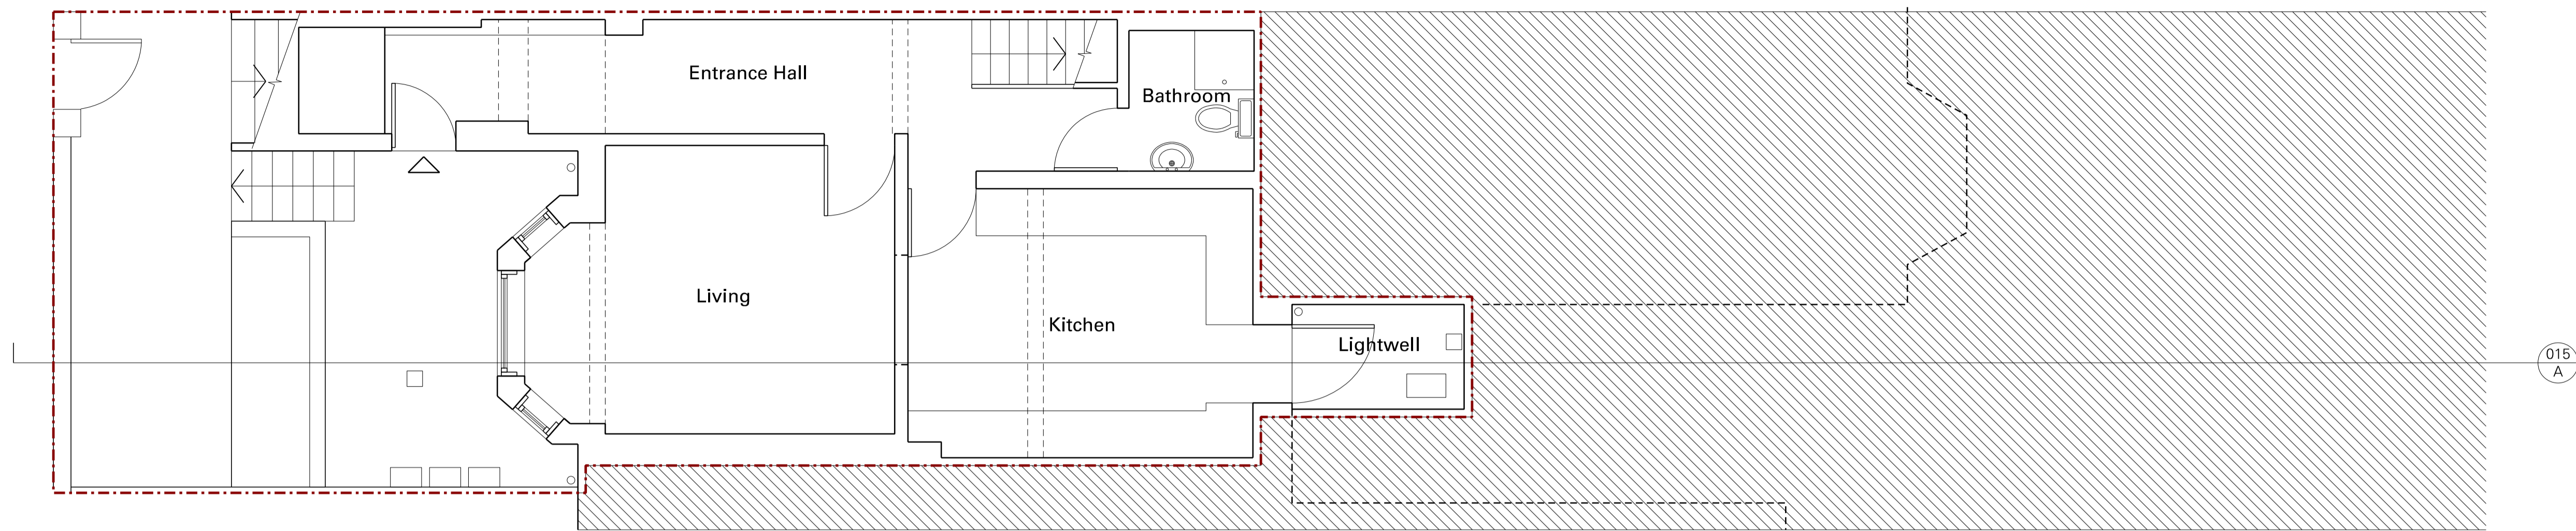 Entrance Hall
Bathroom
Living
Kitchen
Lightwell
015
A